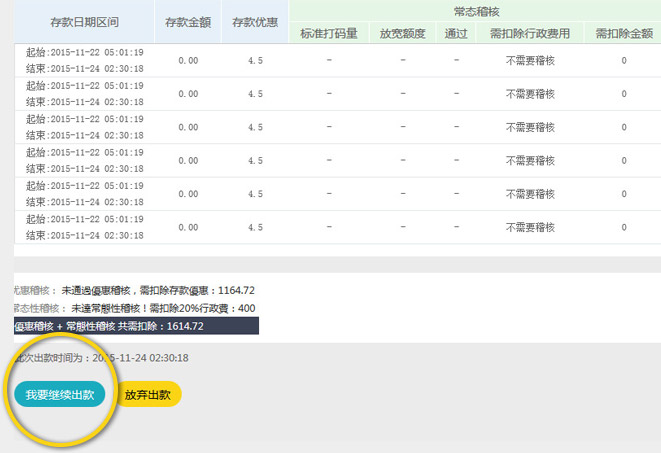 存款日期区间 存款金额 存款优惠 常态稽核
标准打码量 放宽额度 通过 需扣除行政费用 需扣除金额
起始:2015-11-22 05:01:19
结束:2015-11-24 02:30:18
0.00 4.5 - - - 不需要稽核 0
起始:2015-11-22 05:01:19
结束:2015-11-24 02:30:18
0.00 4.5 - - - 不需要稽核 0
起始:2015-11-22 05:01:19
结束:2015-11-24 02:30:18
0.00 4.5 - - - 不需要稽核 0
起始:2015-11-22 05:01:19
结束:2015-11-24 02:30:18
0.00 4.5 - - - 不需要稽核 0
起始:2015-11-22 05:01:19
结束:2015-11-24 02:30:18
0.00 4.5 - - - 不需要稽核 0
起始:2015-11-22 05:01:19
结束:2015-11-24 02:30:18
0.00 4.5 - - - 不需要稽核 0
优惠稽核： 未通過優惠稽核，需扣除存款優惠：1164.72
常态性稽核： 未達常態性稽核！需扣除20%行政費：400
優惠稽核 + 常態性稽核 共需扣除：1614.72
此次出款时间为：2015-11-24 02:30:18
我要继续出款 放弃出款